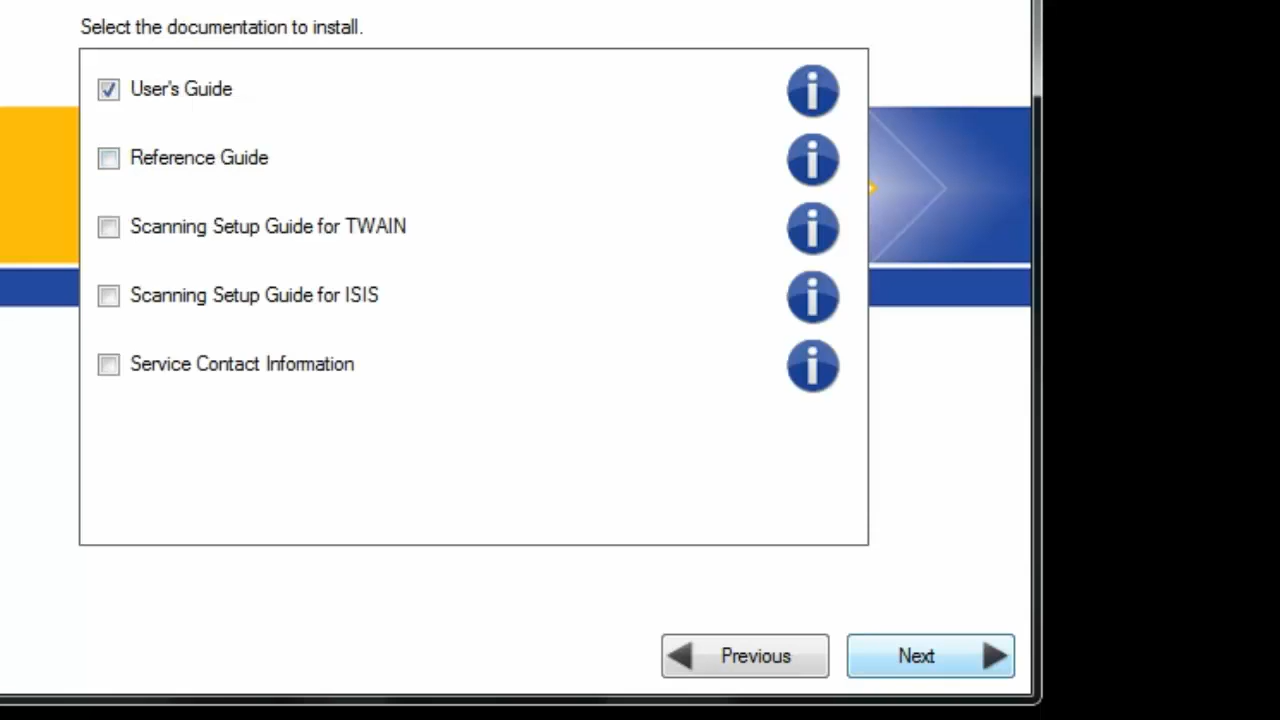 Select the documentation to install.
User's Guide
Reference Guide
Scanning Setup Guide for TWAIN
Scanning Setup Guide for ISIS
Service Contact Information
Previous
Next